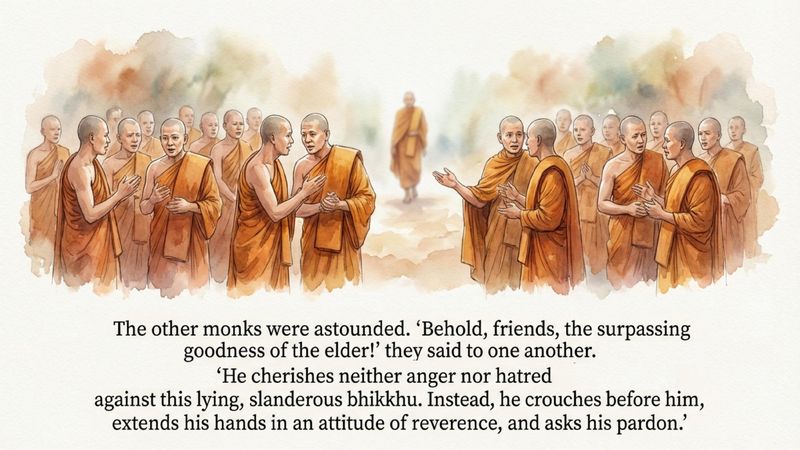 The other monks were astounded. ‘Behold, friends, the surpassing
goodness of the elder!’ they said to one another.
‘He cherishes neither anger nor hatred
against this lying, slanderous bhikkhu. Instead, he crouches before him,
extends his hands in an attitude of reverence, and asks his pardon.’